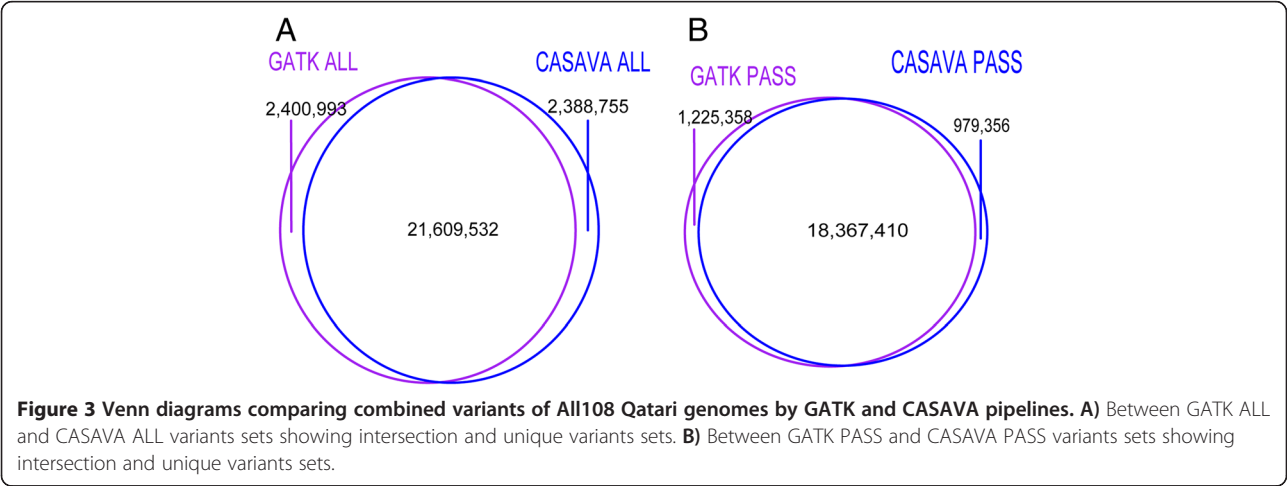 A
B
GATK ALL
CASAVA ALL
GATK PASS
CASAVA PASS
2,400,993
2,388,755
1,225,358
979,356
21,609,532
18,367,410
Figure 3 Venn diagrams comparing combined variants of All108 Qatari genomes by GATK and CASAVA pipelines. A) Between GATK ALL
and CASAVA ALL variants sets showing intersection and unique variants sets. B) Between GATK PASS and CASAVA PASS variants sets showing
intersection and unique variants sets.